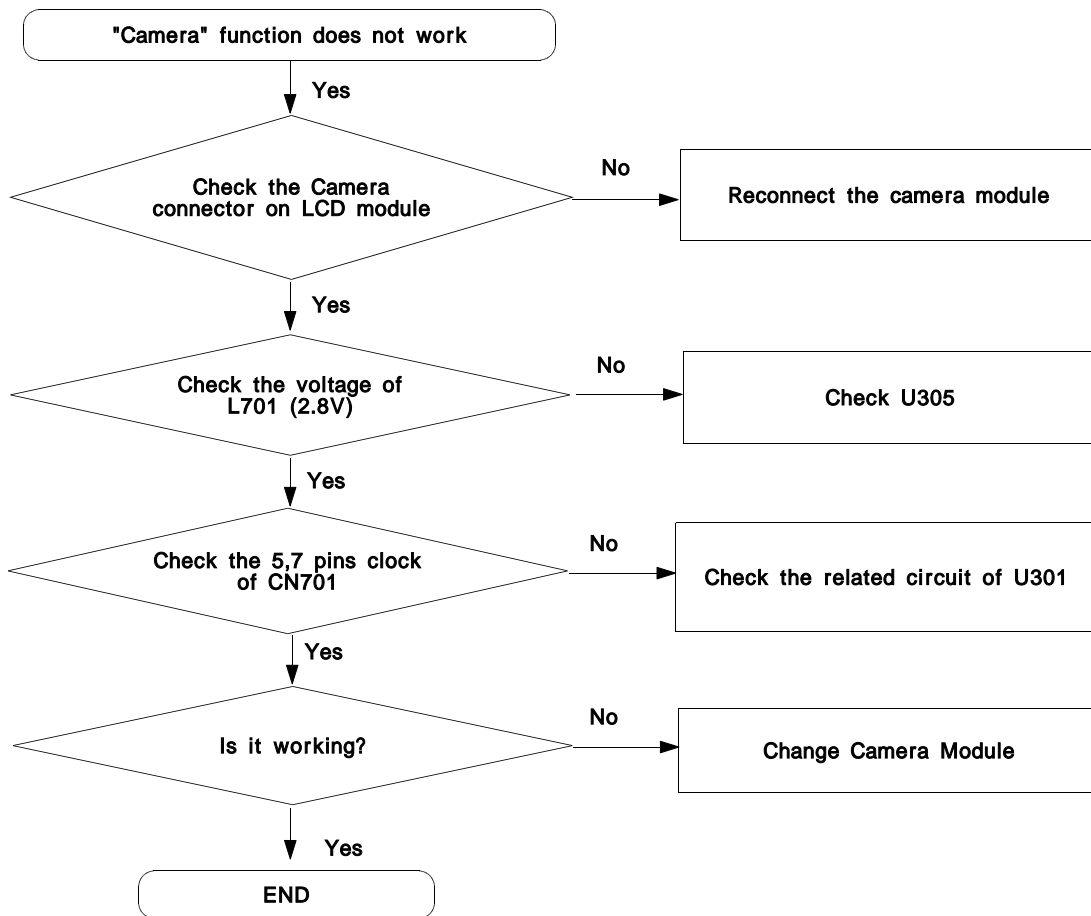 "Camera" function does not work
Yes
Check the Camera
connector on LCD module
No
Reconnect the camera module
Yes
Check the voltage of
L701 (2.8V)
No
Check U305
Yes
Check the 5,7 pins clock
of CN701
No
Check the related circuit of U301
Yes
Is it working?
No
Change Camera Module
Yes
END